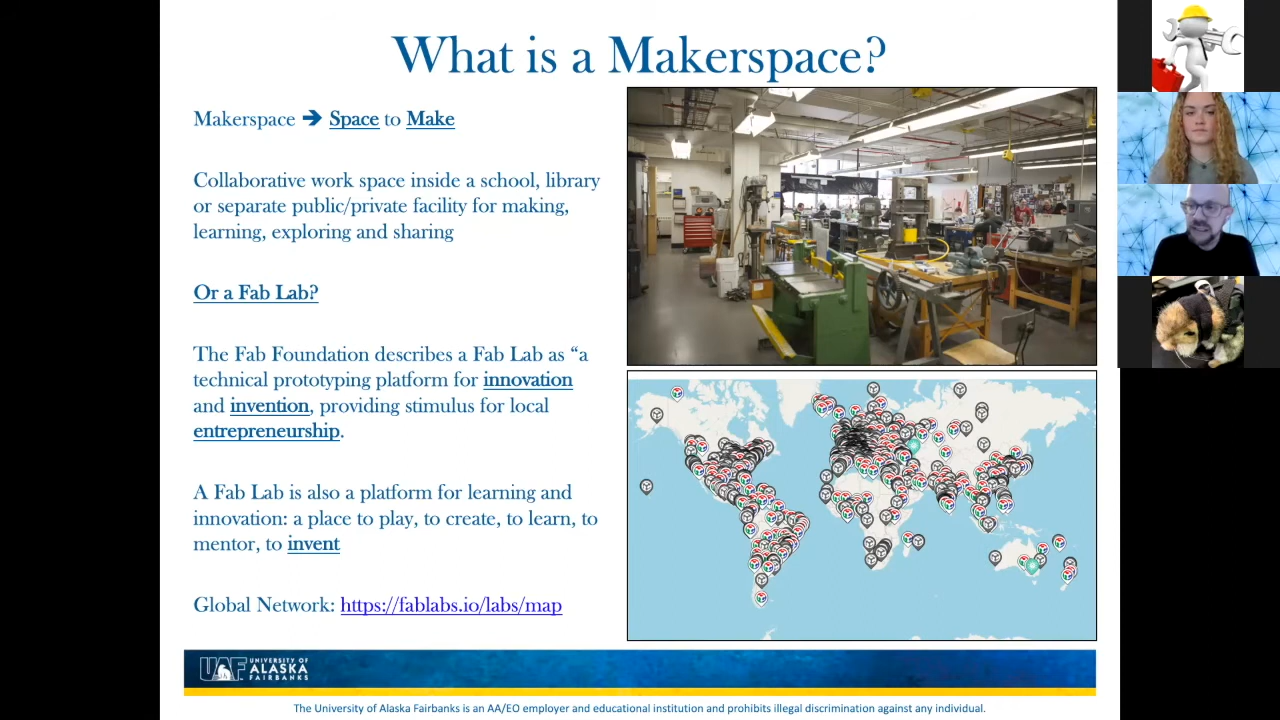 What is a Makerspace?
Makerspace ➔ Space to Make
Collaborative work space inside a school, library
or separate public/private facility for making,
learning, exploring and sharing
Or a Fab Lab?
The Fab Foundation describes a Fab Lab as “a
technical prototyping platform for innovation
and invention, providing stimulus for local
entrepreneurship.
A Fab Lab is also a platform for learning and
innovation: a place to play, to create, to learn, to
mentor, to invent
Global Network: https://fablabs.io/labs/map
UAF UNIVERSITY OF
ALASKA
FAIRBANKS
The University of Alaska Fairbanks is an AA/EO employer and educational institution and prohibits illegal discrimination against any individual.